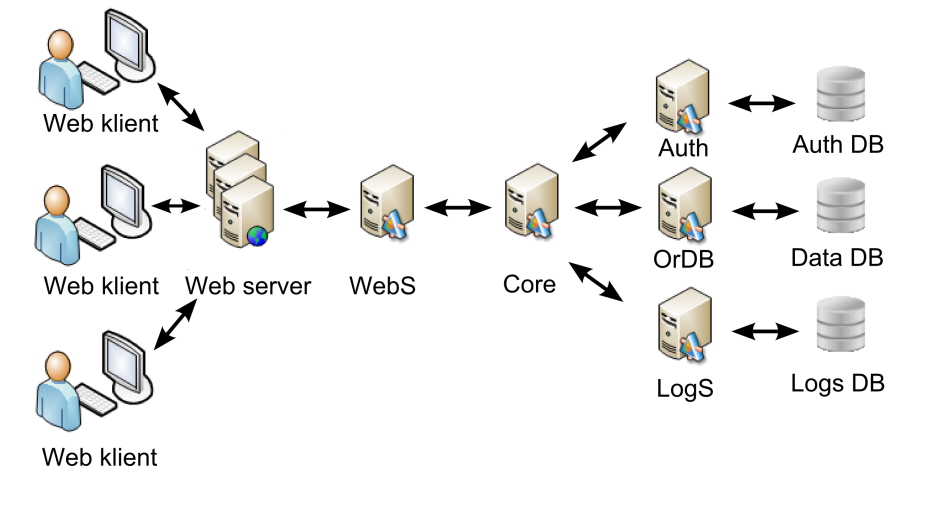 Web klient
Auth
Auth DB
Web klient
Web server
WebS
Core
OrDB
Data DB
LogS
Logs DB
Web klient